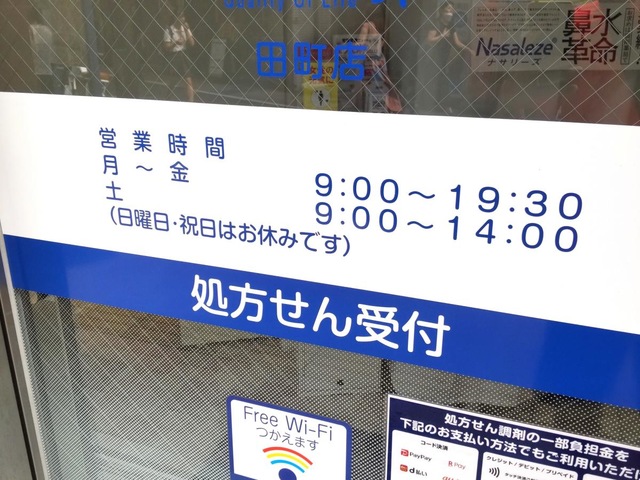 Quality Of Life
田町店
Nasaleze®
ナサリーズ
鼻水
革命
営業時間
月～金 9:00～19:30
土 9:00～14:00
(日曜日・祝日はお休みです)
処方せん受付
Free Wi-Fi
つかえます
処方せん調剤の一部負担金を
下記のお支払い方法でもご利用いただけ
コード決済
PayPay
d払い
クレジット/デビット/プリペイド